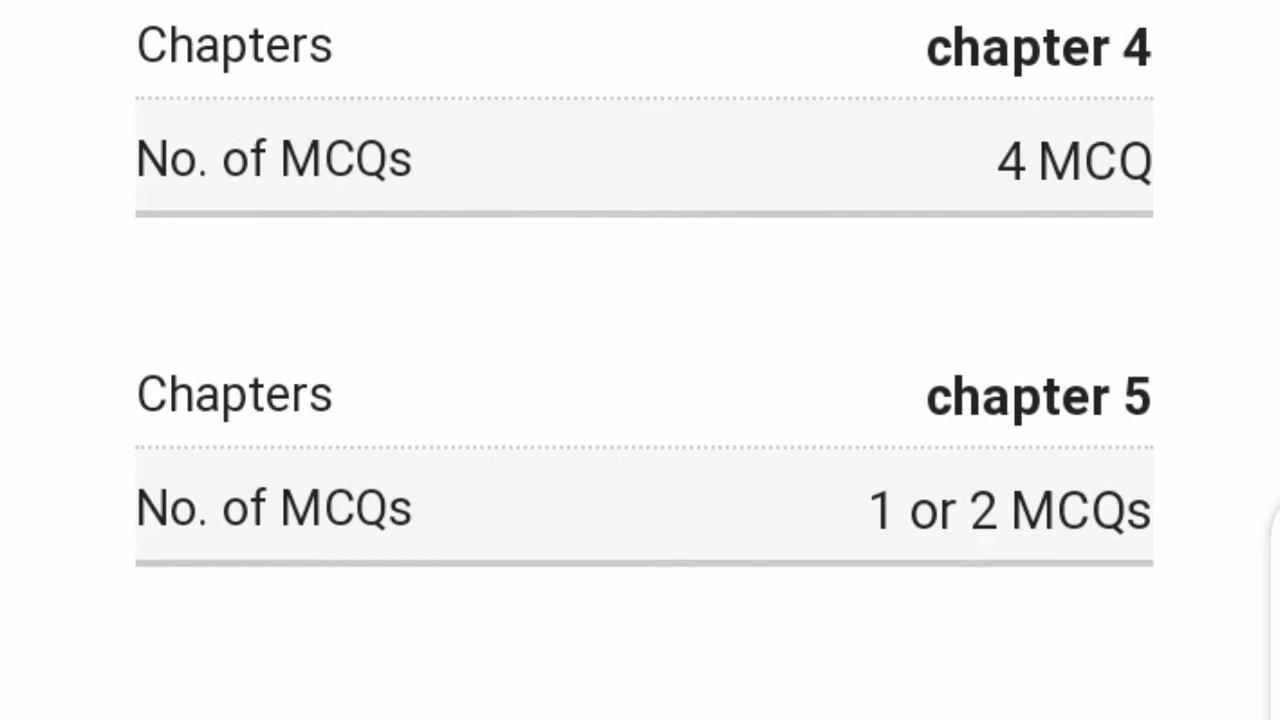 Chapters chapter 4
No. of MCQs 4 MCQ
Chapters chapter 5
No. of MCQs 1 or 2 MCQs